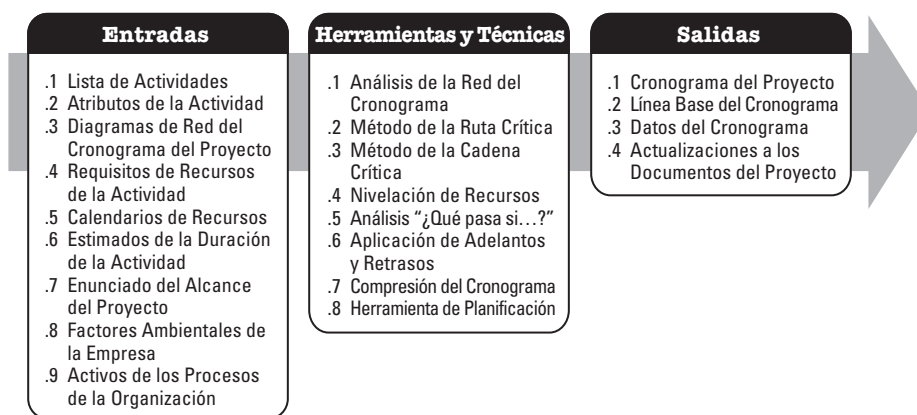 Entradas
.1 Lista de Actividades
.2 Atributos de la Actividad
.3 Diagramas de Red del
Cronograma del Proyecto
.4 Requisitos de Recursos
de la Actividad
.5 Calendarios de Recursos
.6 Estimados de la Duración
de la Actividad
.7 Enunciado del Alcance
del Proyecto
.8 Factores Ambientales de
la Empresa
.9 Activos de los Procesos
de la Organización
Herramientas y Técnicas
.1 Análisis de la Red del
Cronograma
.2 Método de la Ruta Crítica
.3 Método de la Cadena
Crítica
.4 Nivelación de Recursos
.5 Análisis “¿Qué pasa si…?”
.6 Aplicación de Adelantos
y Retrasos
.7 Compresión del Cronograma
.8 Herramienta de Planificación
Salidas
.1 Cronograma del Proyecto
.2 Línea Base del Cronograma
.3 Datos del Cronograma
.4 Actualizaciones a los
Documentos del Proyecto